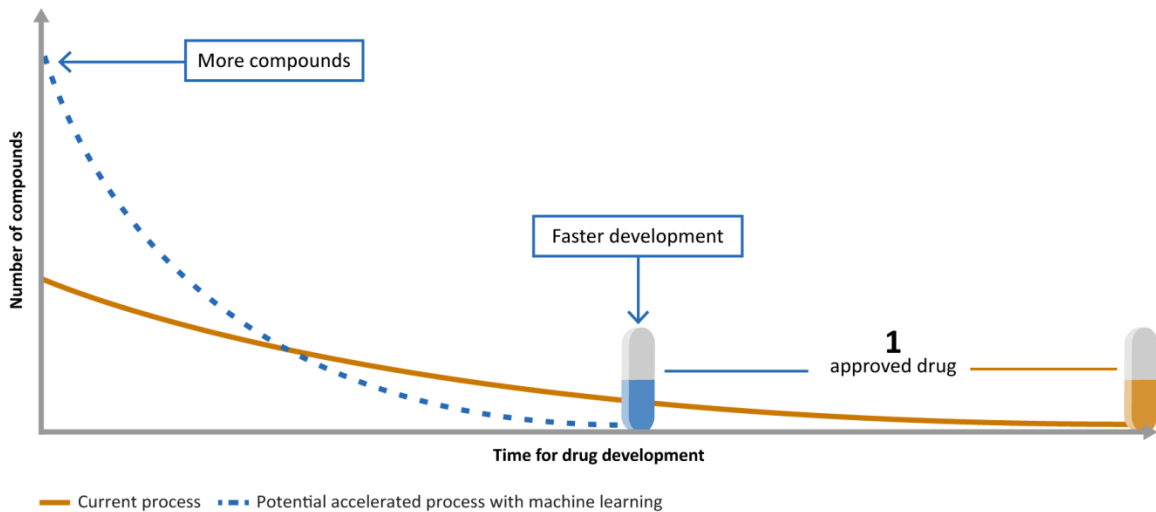 More compounds
Number of compounds
Faster development
1
approved drug
Time for drug development
Current process
Potential accelerated process with machine learning